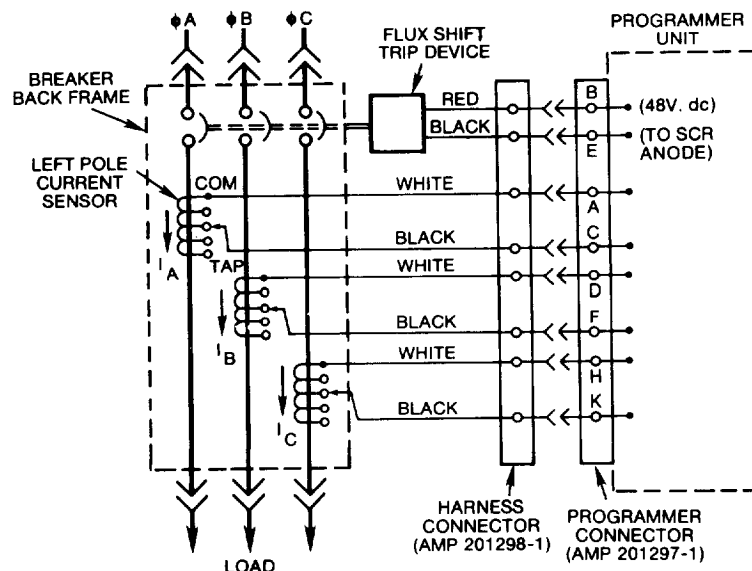 ϕA ϕB ϕC
FLUX SHIFT
TRIP DEVICE
PROGRAMMER
UNIT
BREAKER
BACK FRAME
RED
B
(48V. dc)
BLACK
E
(TO SCR
ANODE)
LEFT POLE
CURRENT
SENSOR
COM
WHITE
A
I A
TAP
BLACK
C
WHITE
D
I B
BLACK
F
WHITE
H
I C
BLACK
K
LOAD
HARNESS
CONNECTOR
(AMP 201298-1)
PROGRAMMER
CONNECTOR
(AMP 201297-1)